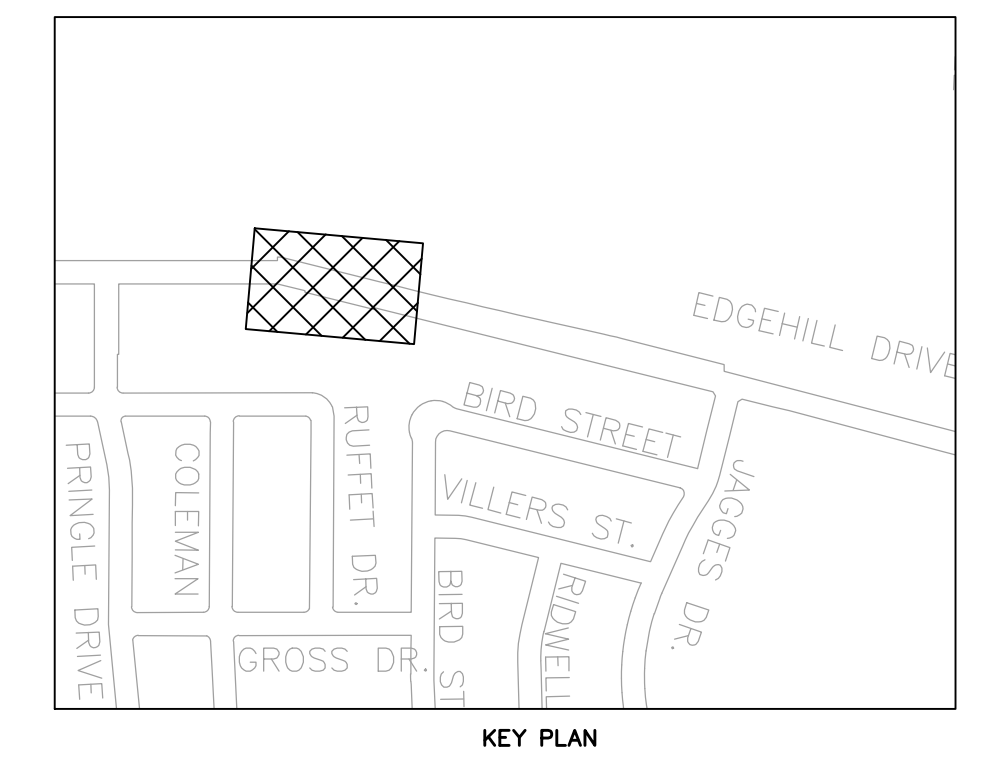 EDGEHILL DRIVE
BIRD STREET
RUFFET DR.
COLEMAN
PRINGLE DRIVE
VILLERS ST.
JAGGES DR.
BIRD ST
RIDWELL
GROSS DR.
KEY PLAN